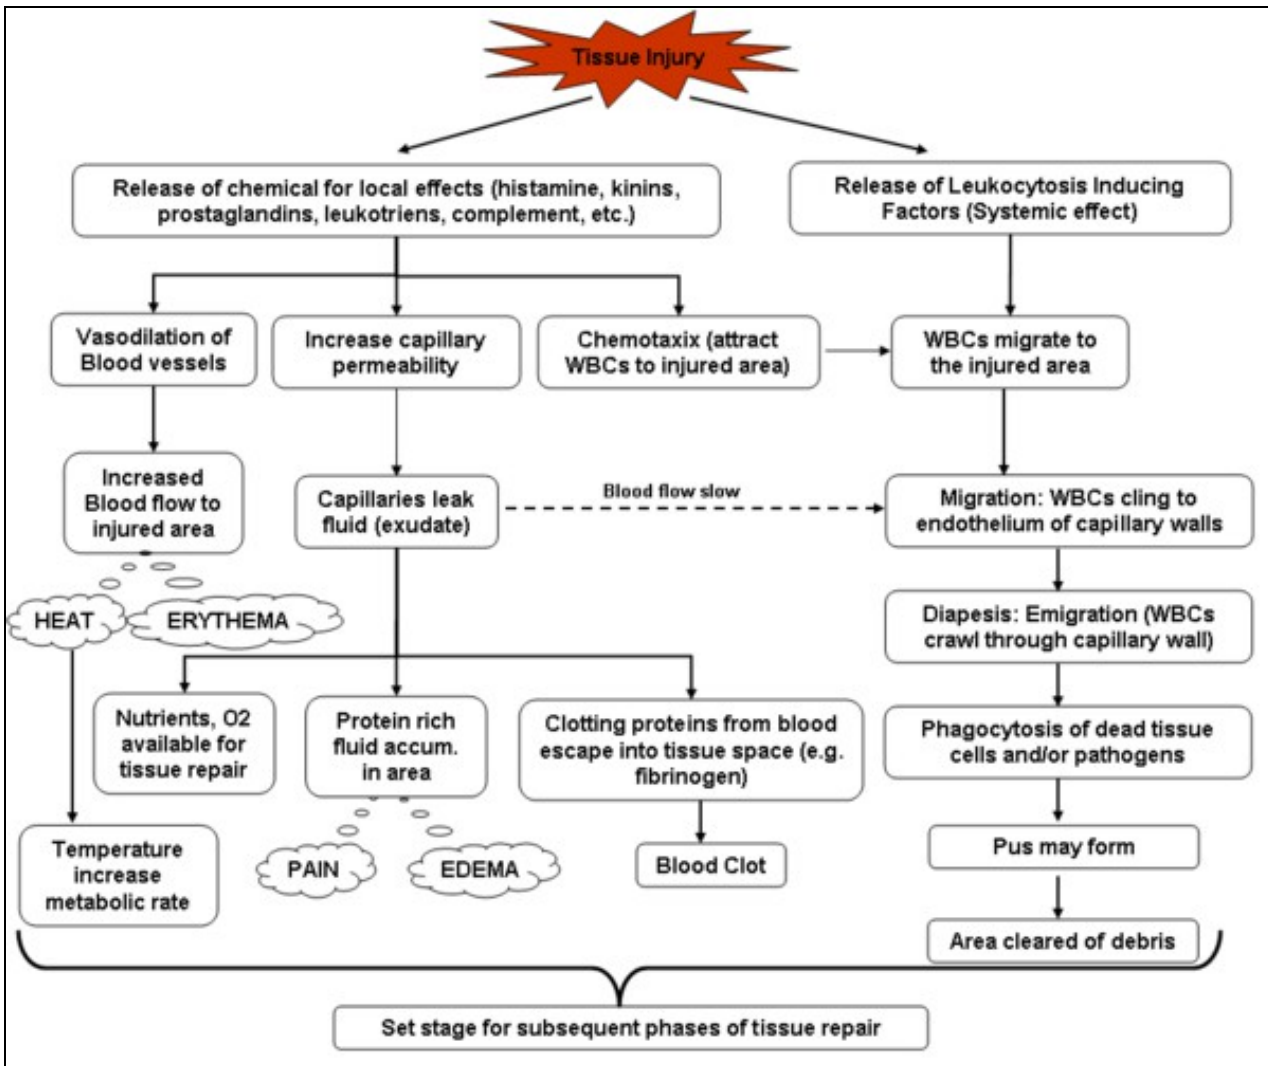 Tissue Injury
Release of chemical for local effects (histamine, kinins,
prostaglandins, leukotriens, complement, etc.)
Release of Leukocytosis Inducing
Factors (Systemic effect)
Vasodilation of
Blood vessels
Increase capillary
permeability
Chemotaxix (attract
WBCs to injured area)
WBCs migrate to
the injured area
Increased
Blood flow to
injured area
Capillaries leak
fluid (exudate)
Blood flow slow
Migration: WBCs cling to
endothelium of capillary walls
HEAT
ERYTHEMA
Diapesis: Emigration (WBCs
crawl through capillary wall)
Nutrients, O2
available for
tissue repair
Protein rich
fluid accum.
in area
Clotting proteins from blood
escape into tissue space (e.g.
fibrinogen)
Phagocytosis of dead tissue
cells and/or pathogens
Temperature
increase
metabolic rate
PAIN
EDEMA
Blood Clot
Pus may form
Area cleared of debris
Set stage for subsequent phases of tissue repair